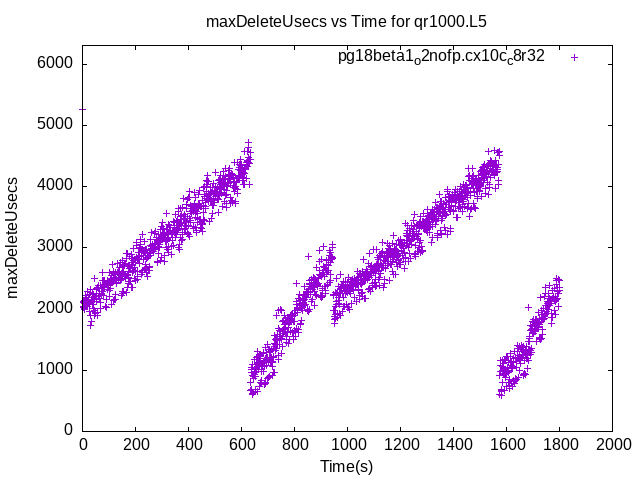 maxDeleteUsecs vs Time for qr1000.L5
pg18beta1o2nofp.cx10cc8r32
6000
5000
4000
3000
2000
1000
0
maxDeleteUsecs
0 200 400 600 800 1000 1200 1400 1600 1800 2000
Time(s)